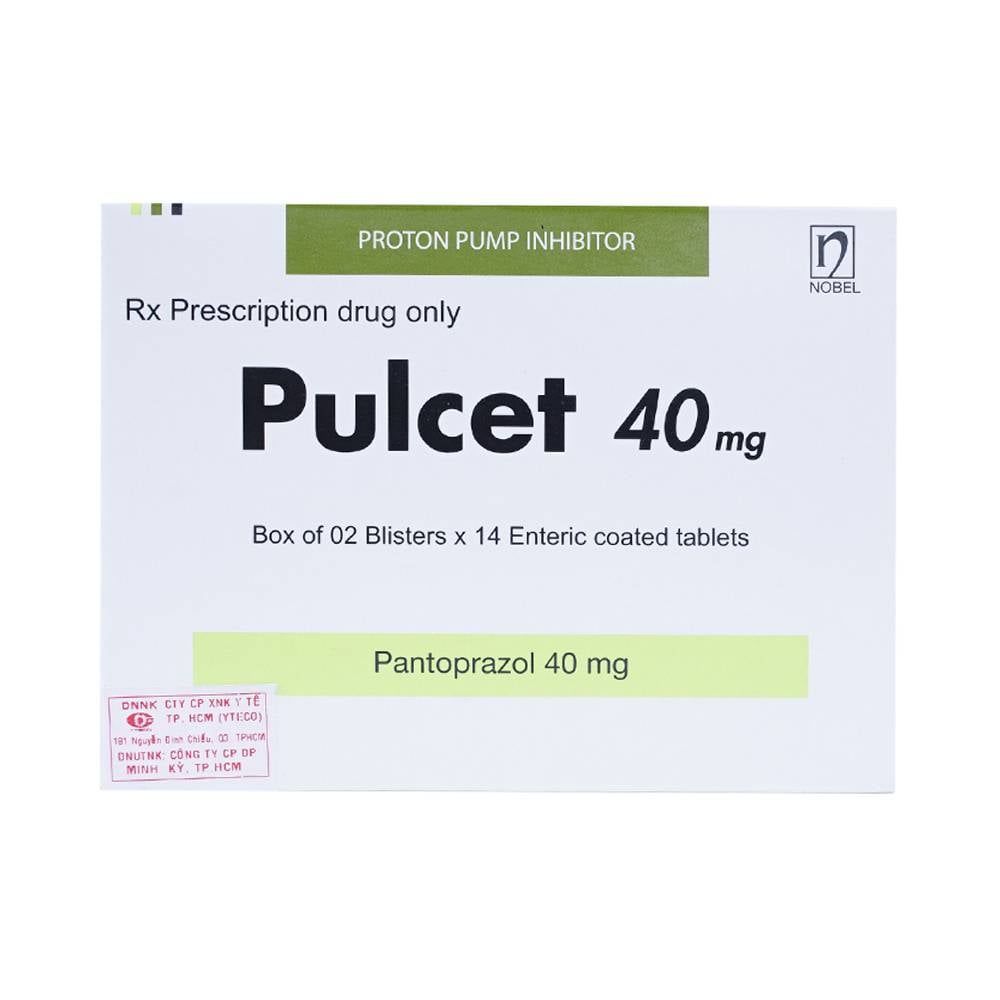 PROTON PUMP INHIBITOR
NOBEL
Rx Prescription drug only
Pulcet 40 mg
Box of 02 Blisters x 14 Enteric coated tablets
Pantoprazol 40 mg
DNNK CTY CP XNK Y TẾ
TP. HCM (YTECO)
181 Nguyễn Đình Chiểu, Q3 TPHCM
DNUTNK: CÔNG TY CP DP
MINH KỲ, TP.HCM